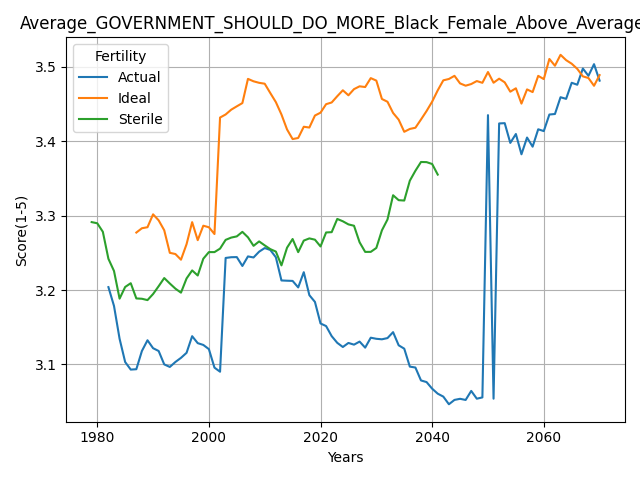 Average_GOVERNMENT_SHOULD_DO_MORE_Black_Female_Above_Average
Fertility
Actual
Ideal
Sterile
Score(1-5)
3.5
3.4
3.3
3.2
3.1
1980 2000 2020 2040 2060
Years